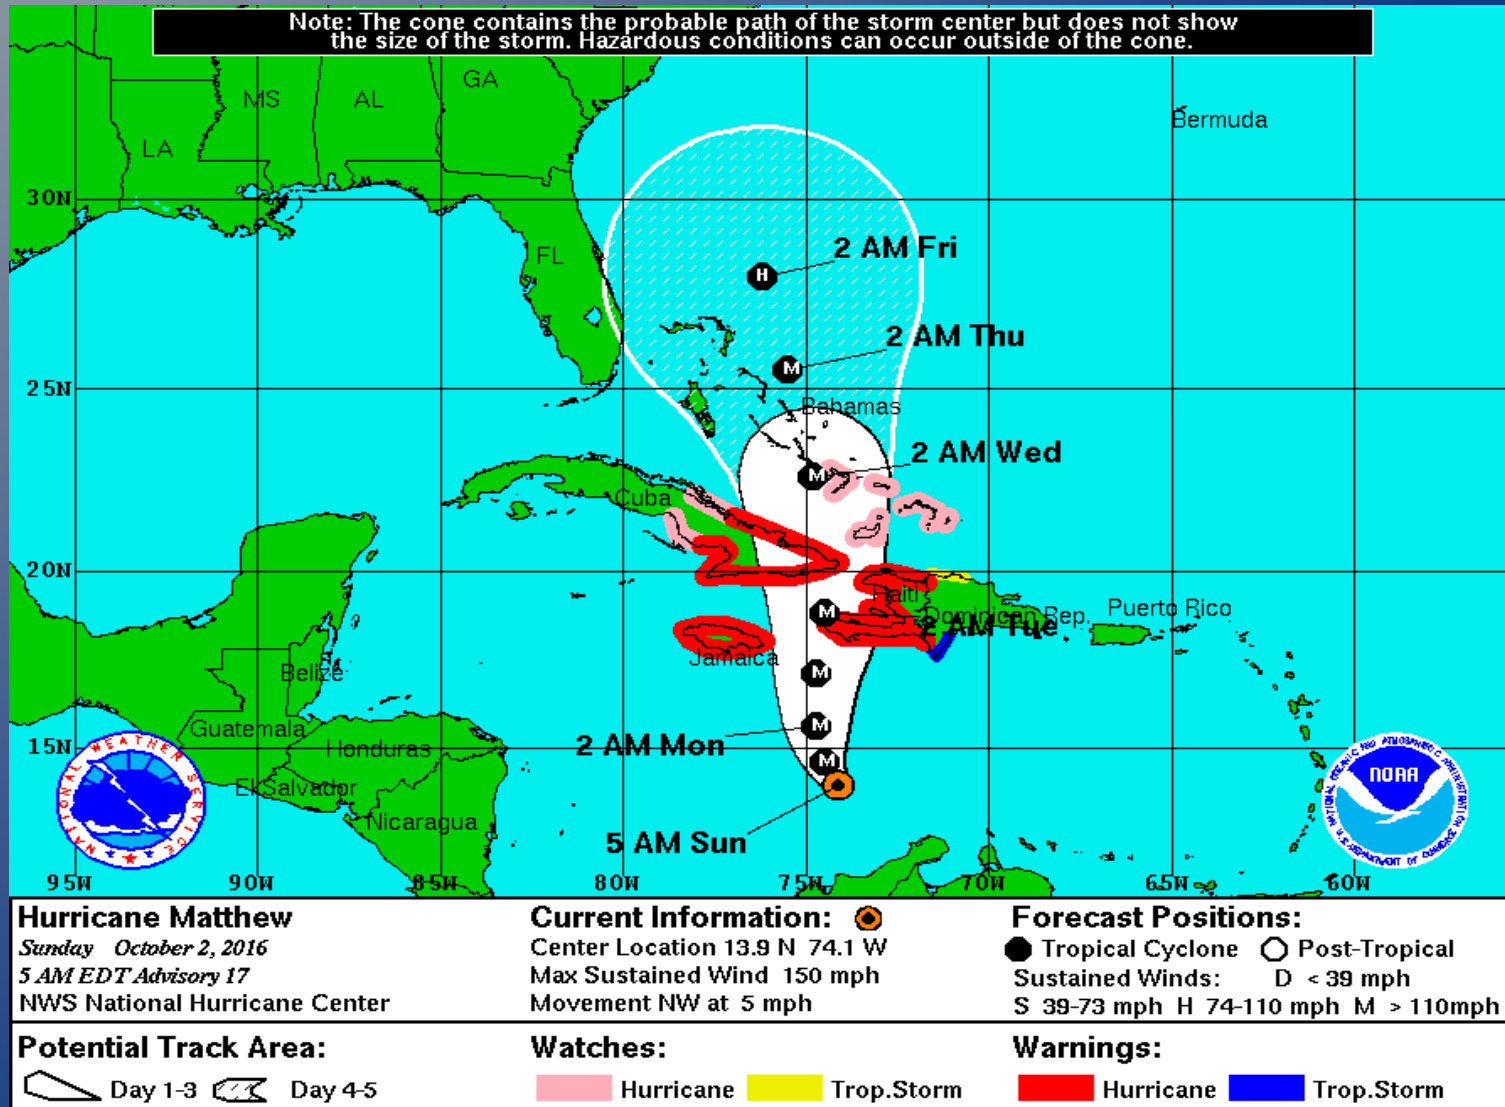 Note: The cone contains the probable path of the storm center but does not show
the size of the storm. Hazardous conditions can occur outside of the cone.
GA
MS
AL
LA
Bermuda
30N
FL
2 AM Fri
H
2 AM Thu
M
25N
Bahamas
2 AM Wed
M
Cuba
20N
Haiti
M
Dominican Rep.
Puerto Rico
2 AM Tue
Jamaica
Belize
M
Guatemala
M
2 AM Mon
Honduras
15N
M
El Salvador
NATIONAL WEATHER SERVICE
NOAA
Nicaragua
5 AM Sun
95W 90W 85W 80W 75W 70W 65W 60W
Hurricane Matthew
Sunday October 2, 2016
5 AM EDT Advisory 17
NWS National Hurricane Center
Current Information:
Center Location 13.9 N 74.1 W
Max Sustained Wind 150 mph
Movement NW at 5 mph
Forecast Positions:
Tropical Cyclone Post-Tropical
Sustained Winds: D < 39 mph
S 39-73 mph H 74-110 mph M > 110mph
Potential Track Area:
Day 1-3 Day 4-5
Watches:
Hurricane Trop.Storm
Warnings:
Hurricane Trop.Storm